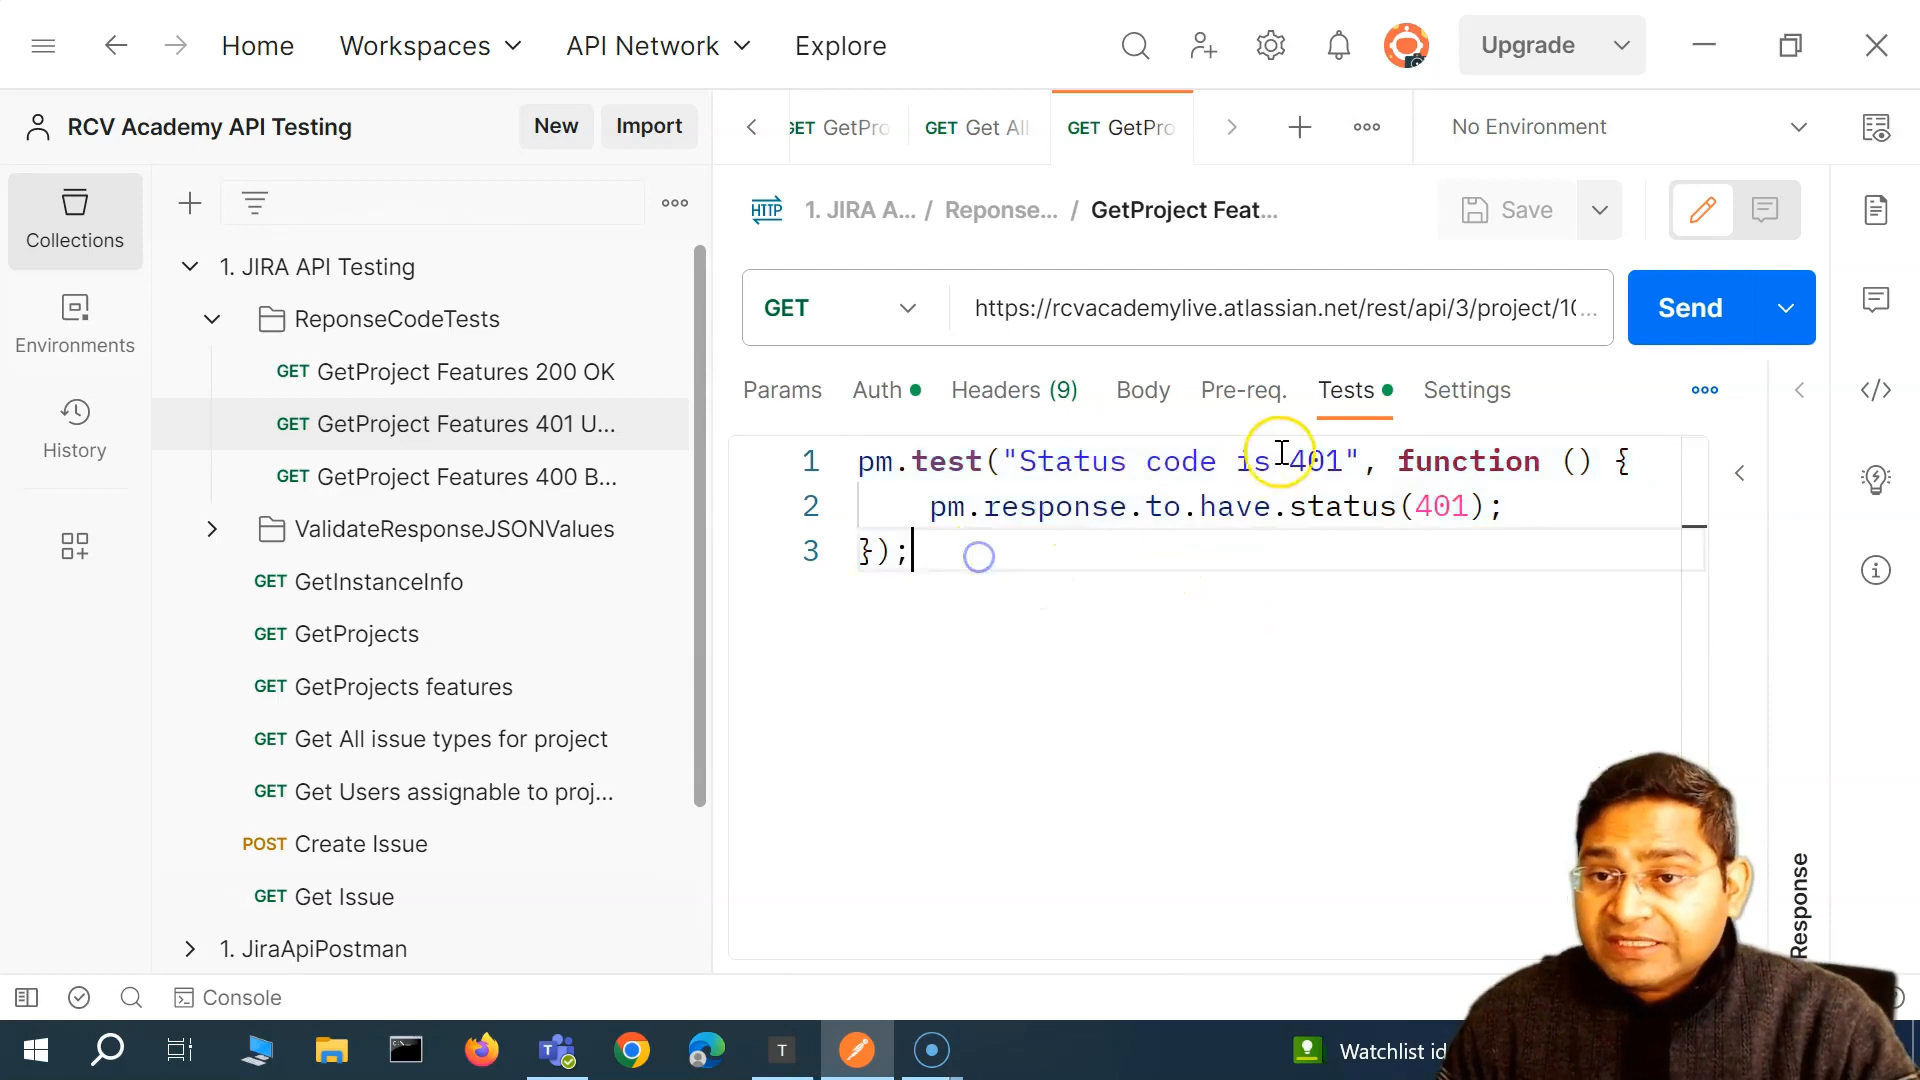 Home Workspaces API Network Explore Upgrade
RCV Academy API Testing New Import
GET GetPro GET Get All GET GetPro No Environment
Collections
Environments
History
1. JIRA API Testing
ReponseCodeTests
GET GetProject Features 200 OK
GET GetProject Features 401 U...
GET GetProject Features 400 B...
ValidateResponseJSONValues
GET GetInstanceInfo
GET GetProjects
GET GetProjects features
GET Get All issue types for project
GET Get Users assignable to proj...
POST Create Issue
GET Get Issue
1. JiraApiPostman
HTTP 1. JIRA A... / Reponse... / GetProject Feat... Save
GET https://rcvacademylive.atlassian.net/rest/api/3/project/10... Send
Params Auth Headers (9) Body Pre-req. Tests Settings
1 pm.test("Status code is 401", function () {
2 pm.response.to.have.status(401);
3 });
Response
Console
T
Watchlist id